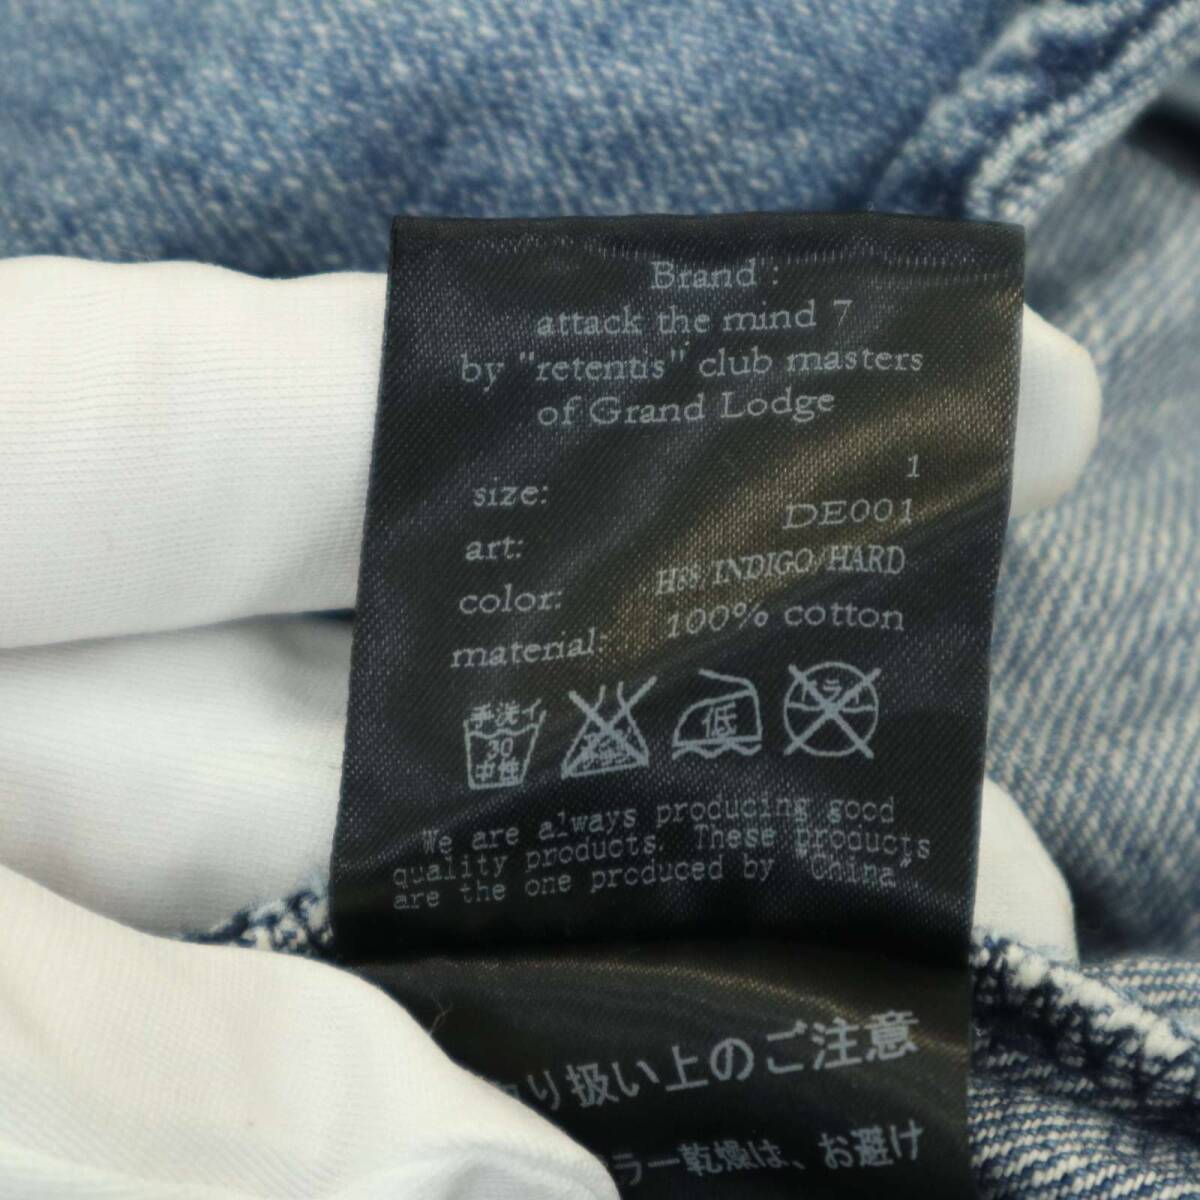 Brand :
attack the mind 7
by "retentis" club masters
of Grand Lodge
size: 1
art: DE001
color: INDIGO/HARD
material: 100% cotton
手洗イ
30
中性
低
ドライ
We are always producing good
quality products. These products
are the one produced by "China"
り扱い上のご注意
ラー乾燥は、お避け